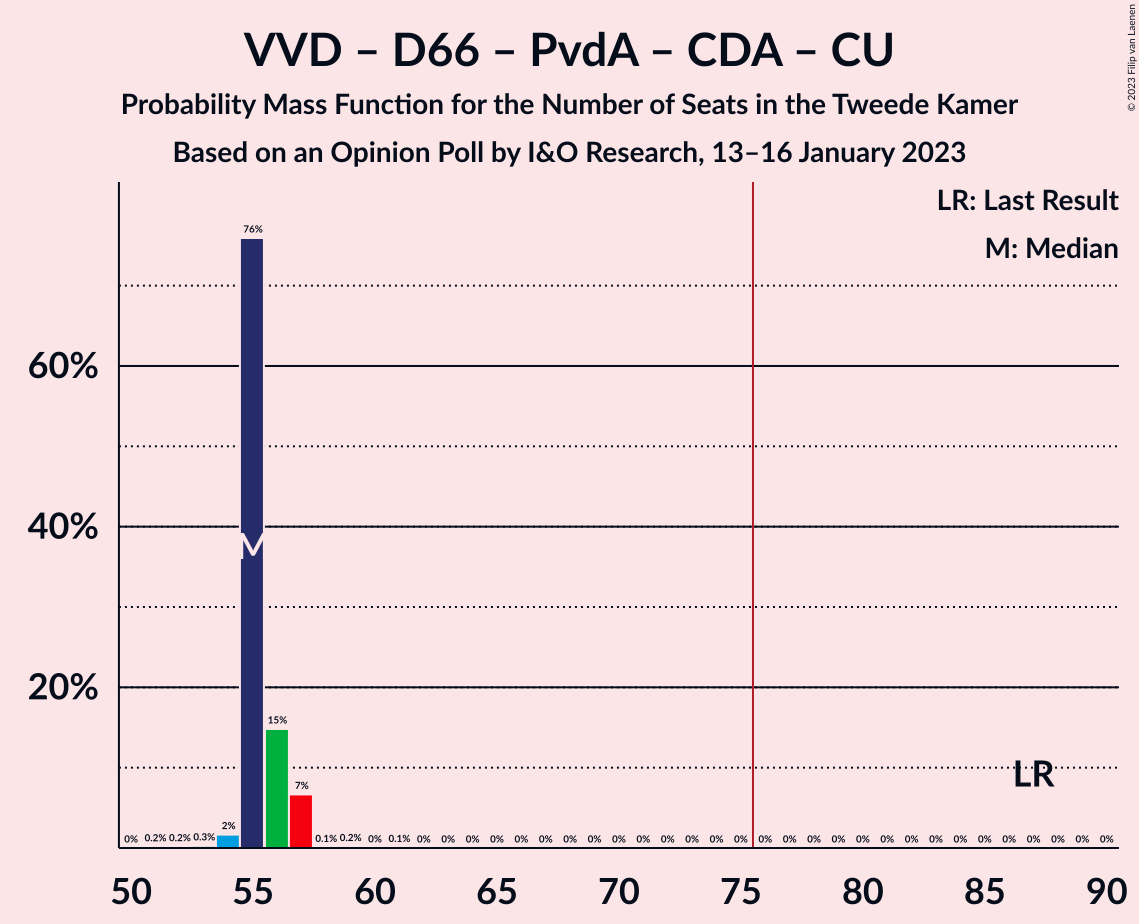 VVD – D66 – PvdA – CDA – CU
Probability Mass Function for the Number of Seats in the Tweede Kamer
Based on an Opinion Poll by I&O Research, 13–16 January 2023
© 2023 Filip van Laenen
LR: Last Result
M: Median
76%
60%
40%
M
20%
15%
LR
7%
2%
0% 0.2% 0.2% 0.3% 0.1% 0.2% 0% 0.1% 0% 0% 0% 0% 0% 0% 0% 0% 0% 0% 0% 0% 0% 0% 0% 0% 0% 0% 0% 0% 0% 0% 0% 0% 0% 0% 0% 0% 0%
50 55 60 65 70 75 80 85 90